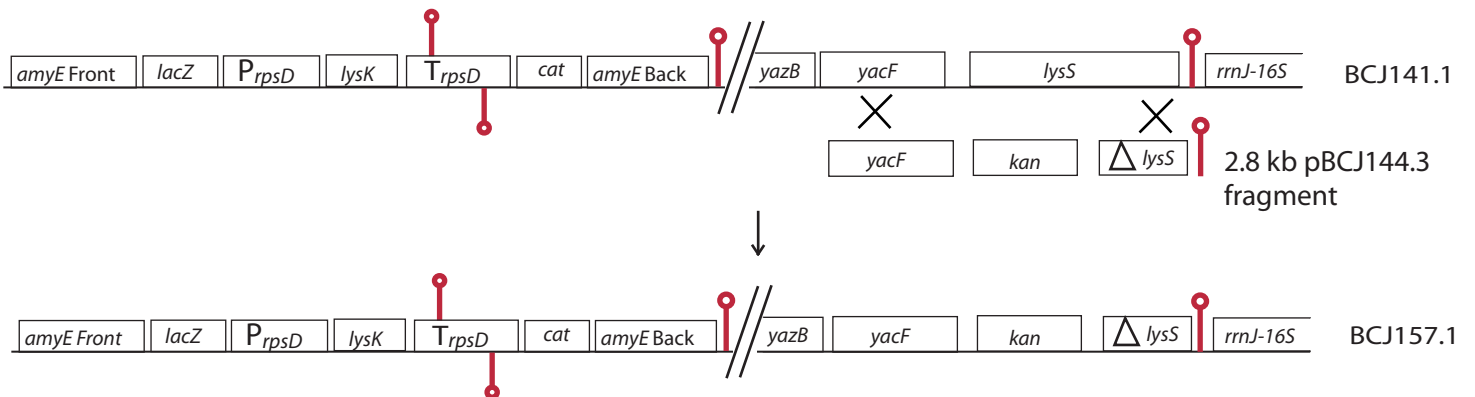 amyE Front lacZ PrpsD lysK TrpsD cat amyE Back yazB yacF lysS rrnJ-16S BCJ141.1
yacF kan Δ lysS 2.8 kb pBCJ144.3
fragment
amyE Front lacZ PrpsD lysK TrpsD cat amyE Back yazB yacF kan Δ lysS rrnJ-16S BCJ157.1